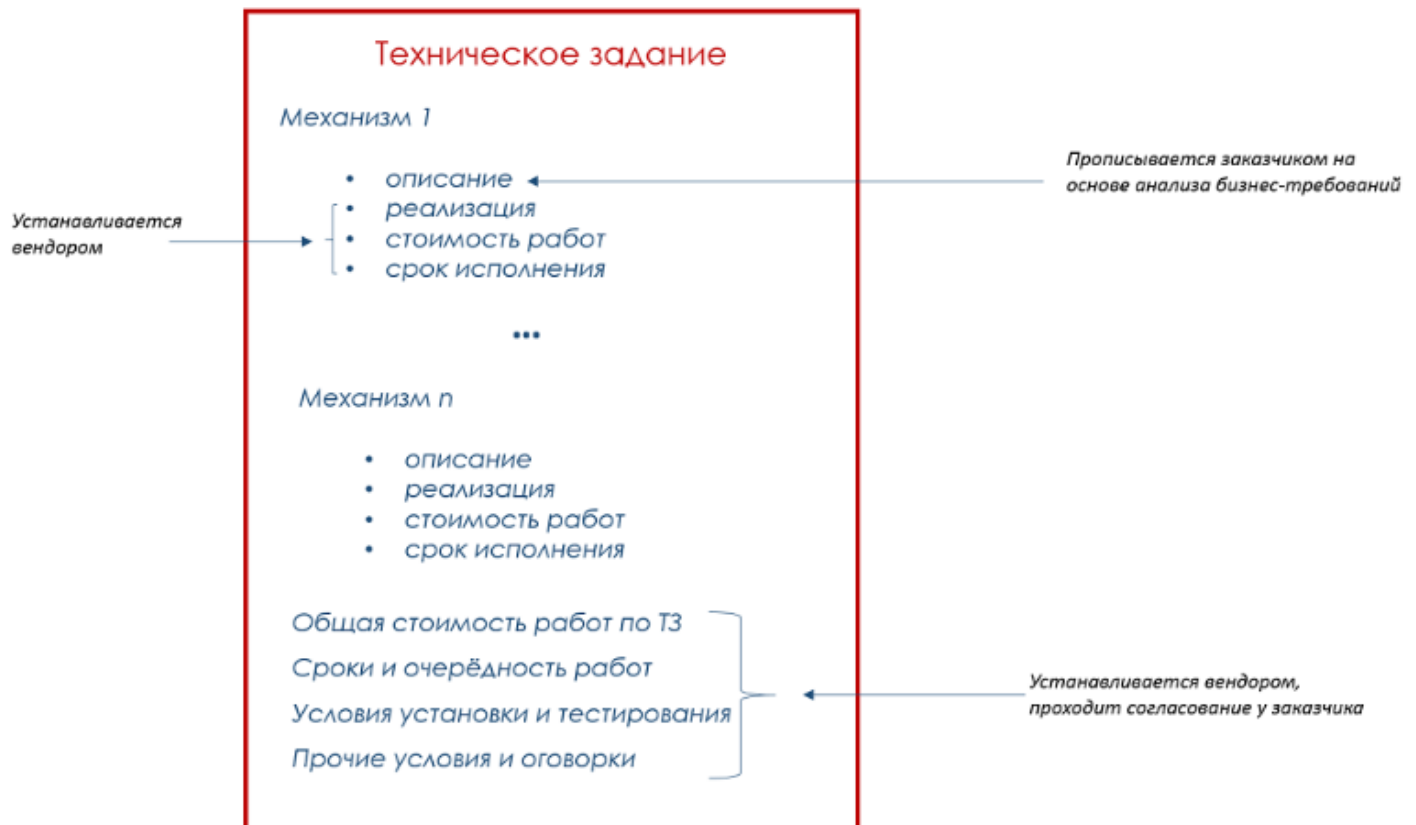 Техническое задание
Механизм 1
• описание
• реализация
• стоимость работ
• срок исполнения
Прописывается заказчиком на
основе анализа бизнес-требований
Устанавливается
вендором
•••
Механизм n
• описание
• реализация
• стоимость работ
• срок исполнения
Общая стоимость работ по ТЗ
Сроки и очерёдность работ
Условия установки и тестирования
Прочие условия и оговорки
Устанавливается вендором,
проходит согласование у заказчика